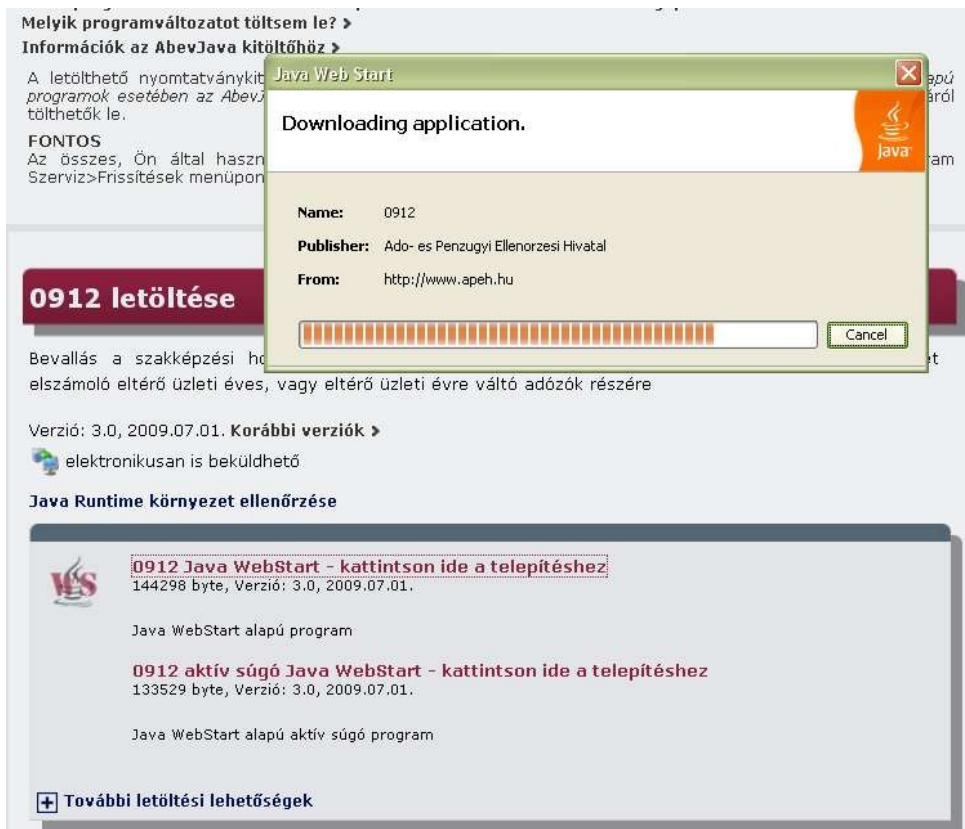 Melyik programváltozatot töltsem le? >
Információk az AbevJava kitöltőhöz >
Java Web Start
A letölthető nyomtatványkit
apú
programok esetében az AbevJ
áról
tölthetők le.
Downloading application.
Java
FONTOS
Az összes, Ön által haszn
am
Szerviz>Frissítések menüpon
Name: 0912
Publisher: Ado- es Penzugyi Ellenorzesi Hivatal
From: http://www.apeh.hu
0912 letöltése
Cancel
Bevallás a szakképzési ho
et
elszámoló eltérő üzleti éves, vagy eltérő üzleti évre váltó adózók részére
Verzió: 3.0, 2009.07.01. Korábbi verziók >
elektronikusan is beküldhető
Java Runtime környezet ellenőrzése
WS
0912 Java WebStart - kattintson ide a telepítéshez
144298 byte, Verzió: 3.0, 2009.07.01.
Java WebStart alapú program
0912 aktív súgó Java WebStart - kattintson ide a telepítéshez
133529 byte, Verzió: 3.0, 2009.07.01.
Java WebStart alapú aktív súgó program
További letöltési lehetőségek